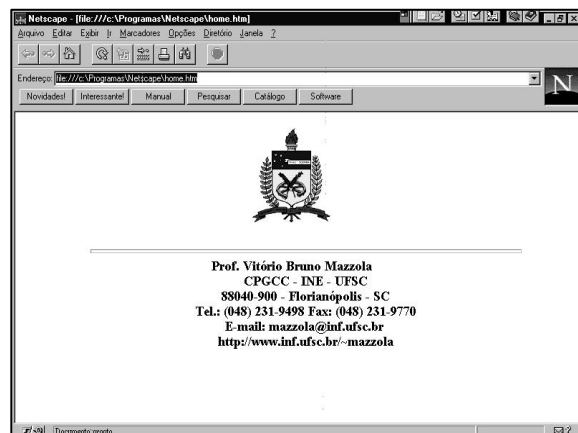 Netscape - [file:///c:/Programas/Netscape/home.htm]
Arquivo Editar Exibir Ir Marcadores Opções Diretório Janela ?
Endereço: file:///c:/Programas/Netscape/home.htm
N
Novidades! Interessante! Manual Pesquisar Catálogo Software
Prof. Vitório Bruno Mazzola
CPGCC - INE - UFSC
88040-900 - Florianópolis - SC
Tel.: (048) 231-9498 Fax: (048) 231-9770
E-mail: mazzola@inf.ufsc.br
http://www.inf.ufsc.br/~mazzola
Documento pronto